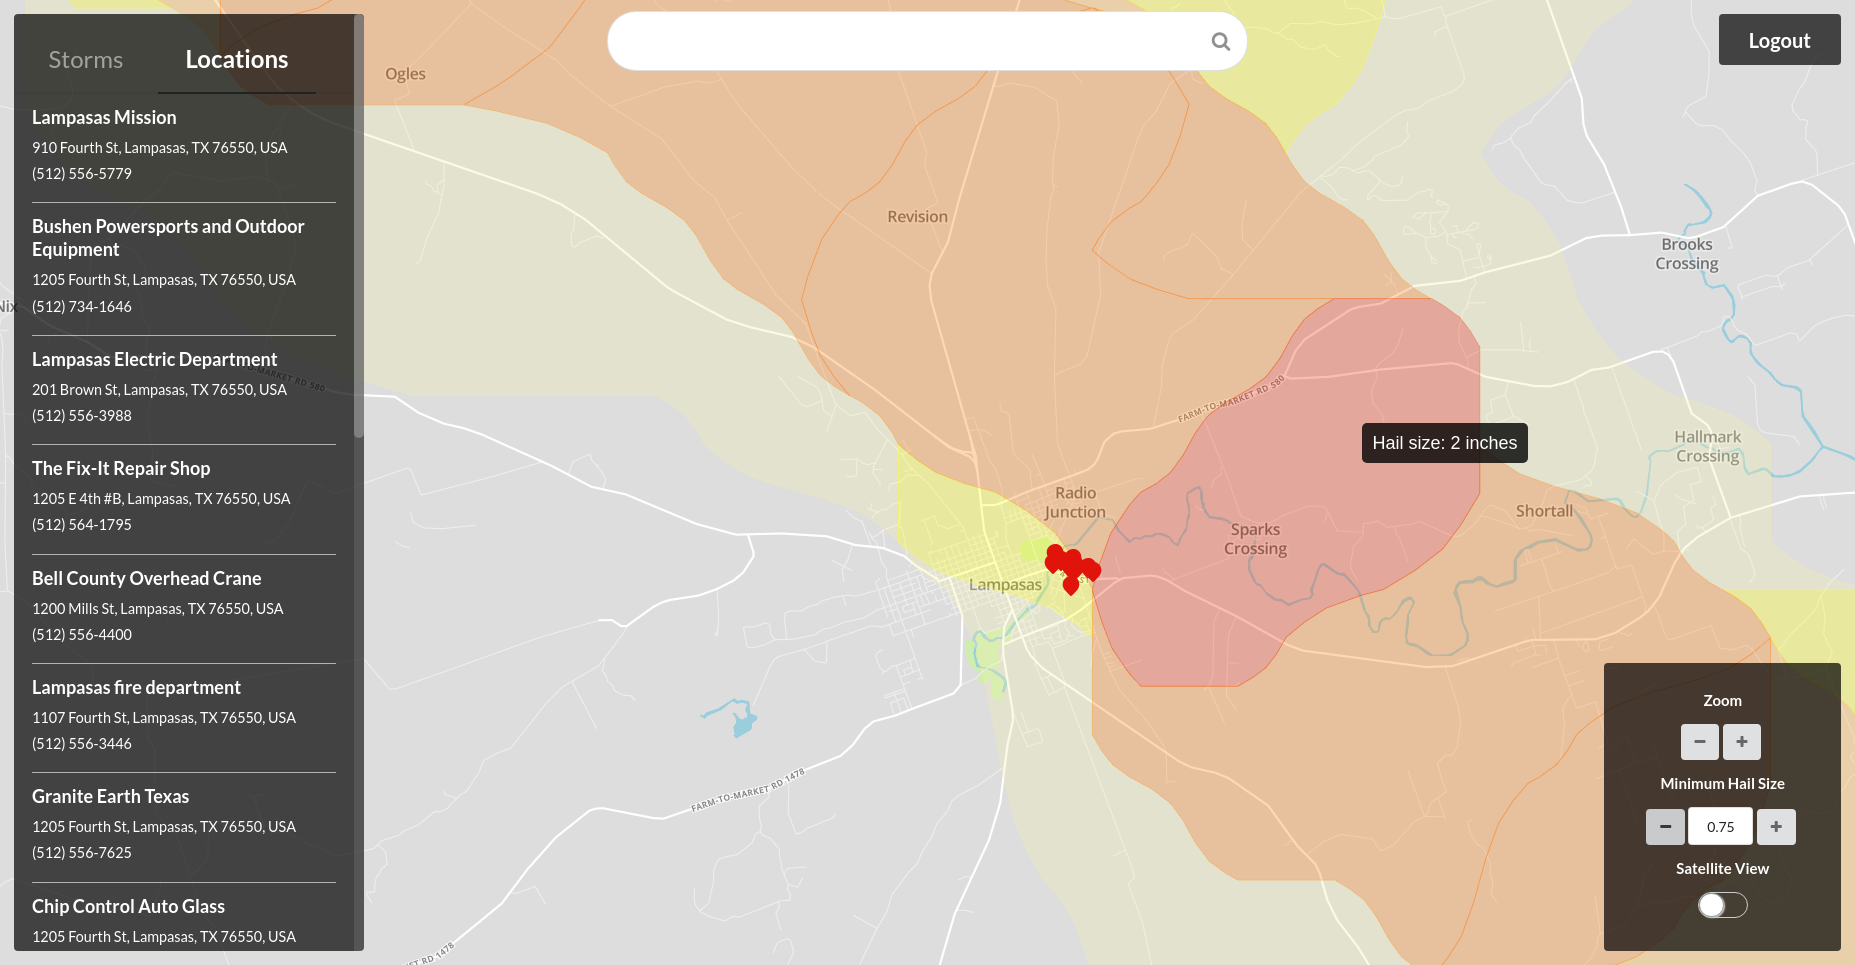 Storms
Locations
Lampasas Mission
910 Fourth St, Lampasas, TX 76550, USA
(512) 556-5779
Bushen Powersports and Outdoor
Equipment
1205 Fourth St, Lampasas, TX 76550, USA
(512) 734-1646
Lampasas Electric Department
201 Brown St, Lampasas, TX 76550, USA
(512) 556-3988
The Fix-It Repair Shop
1205 E 4th #B, Lampasas, TX 76550, USA
(512) 564-1795
Bell County Overhead Crane
1200 Mills St, Lampasas, TX 76550, USA
(512) 556-4400
Lampasas fire department
1107 Fourth St, Lampasas, TX 76550, USA
(512) 556-3446
Granite Earth Texas
1205 Fourth St, Lampasas, TX 76550, USA
(512) 556-7625
Chip Control Auto Glass
1205 Fourth St, Lampasas, TX 76550, USA
Nix
MARKET RD 580
Logout
Ogles
Revision
Brooks
Crossing
FARM-TO-MARKET RD 580
Hail size: 2 inches
Hallmark
Crossing
Radio
Junction
Shortall
Sparks
Crossing
Lampasas
FARM-TO-MARKET RD 1478
RD 1478
Zoom
− +
Minimum Hail Size
− 0.75 +
Satellite View